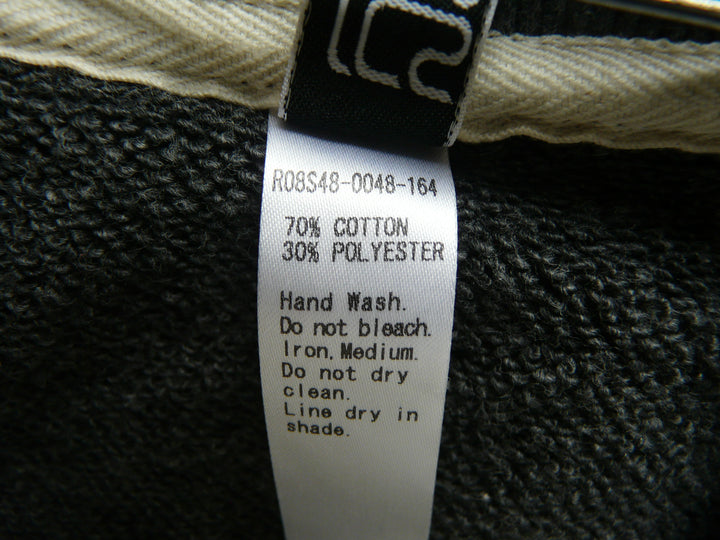 R08S48-0048-164
70% COTTON
30% POLYESTER
Hand Wash.
Do not bleach.
Iron, Medium.
Do not dry
clean.
Line dry in
shade.